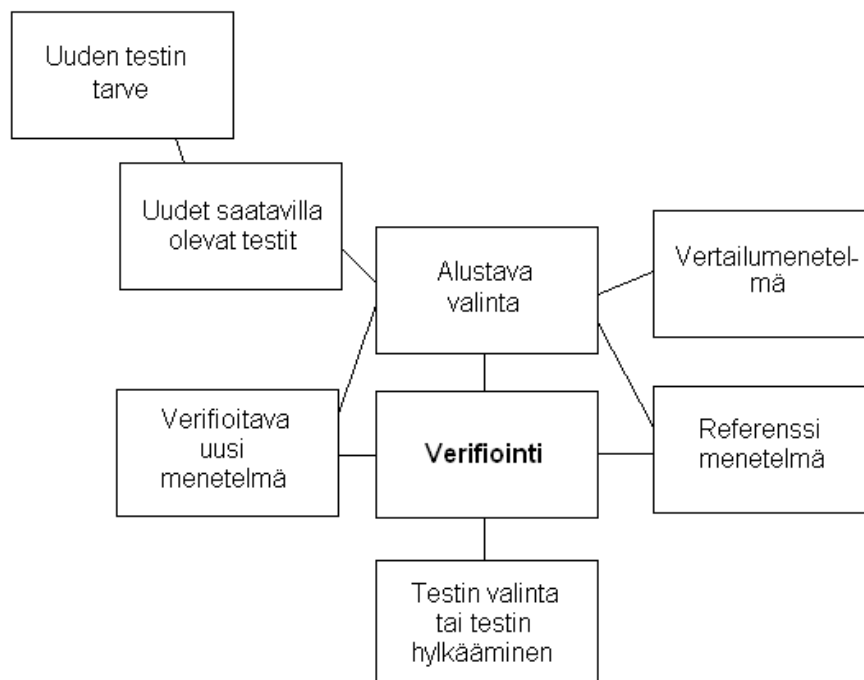 Uuden testin
tarve
Uudet saatavilla
olevat testit
Alustava
valinta
Vertailumenetel-
mä
Verifioitava
uusi
menetelmä
Verifiointi
Referenssi
menetelmä
Testin valinta
tai testin
hylkääminen